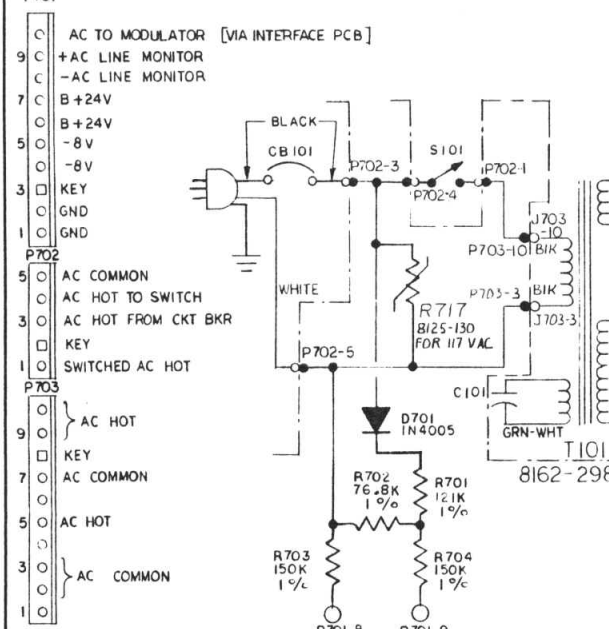 AC TO MODULATOR [VIA INTERFACE PCB]
9 +AC LINE MONITOR
-AC LINE MONITOR
7 B+24V
B+24V
5 -8V
-8V
3 KEY
GND
1 GND
P702
5 AC COMMON
AC HOT TO SWITCH
3 AC HOT FROM CKT BKR
KEY
1 SWITCHED AC HOT
P703
AC HOT
9
KEY
7 AC COMMON
5 AC HOT
3
AC COMMON
1
BLACK
CB101
P702-3
S101
P702-4
P702-1
J703
-10
P703-10
BlK
WHITE
R717
8125-130
FOR 117 VAC
P703-3
BlK
J703-3
P702-5
C101
GRN-WHT
T101
8162-298
D701
1N4005
R702
76.8K
1%
R701
121K
1%
R703
150K
1%
R704
150K
1%